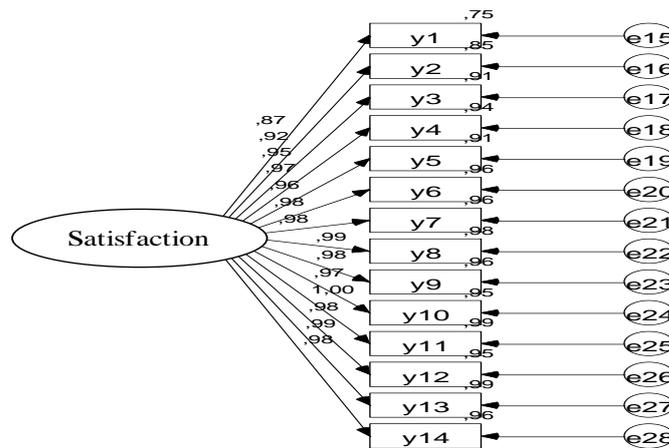 ,75
y1
e15
,85
y2
e16
,91
y3
e17
,94
y4
e18
,91
y5
e19
,96
y6
e20
,96
y7
e21
,98
y8
e22
,96
y9
e23
,95
y10
e24
,99
y11
e25
,95
y12
e26
,99
y13
e27
,96
y14
e28
,87
,92
,95
,97
,96
,98
,98
,99
,98
,97
1,00
,98
,99
,98
Satisfaction